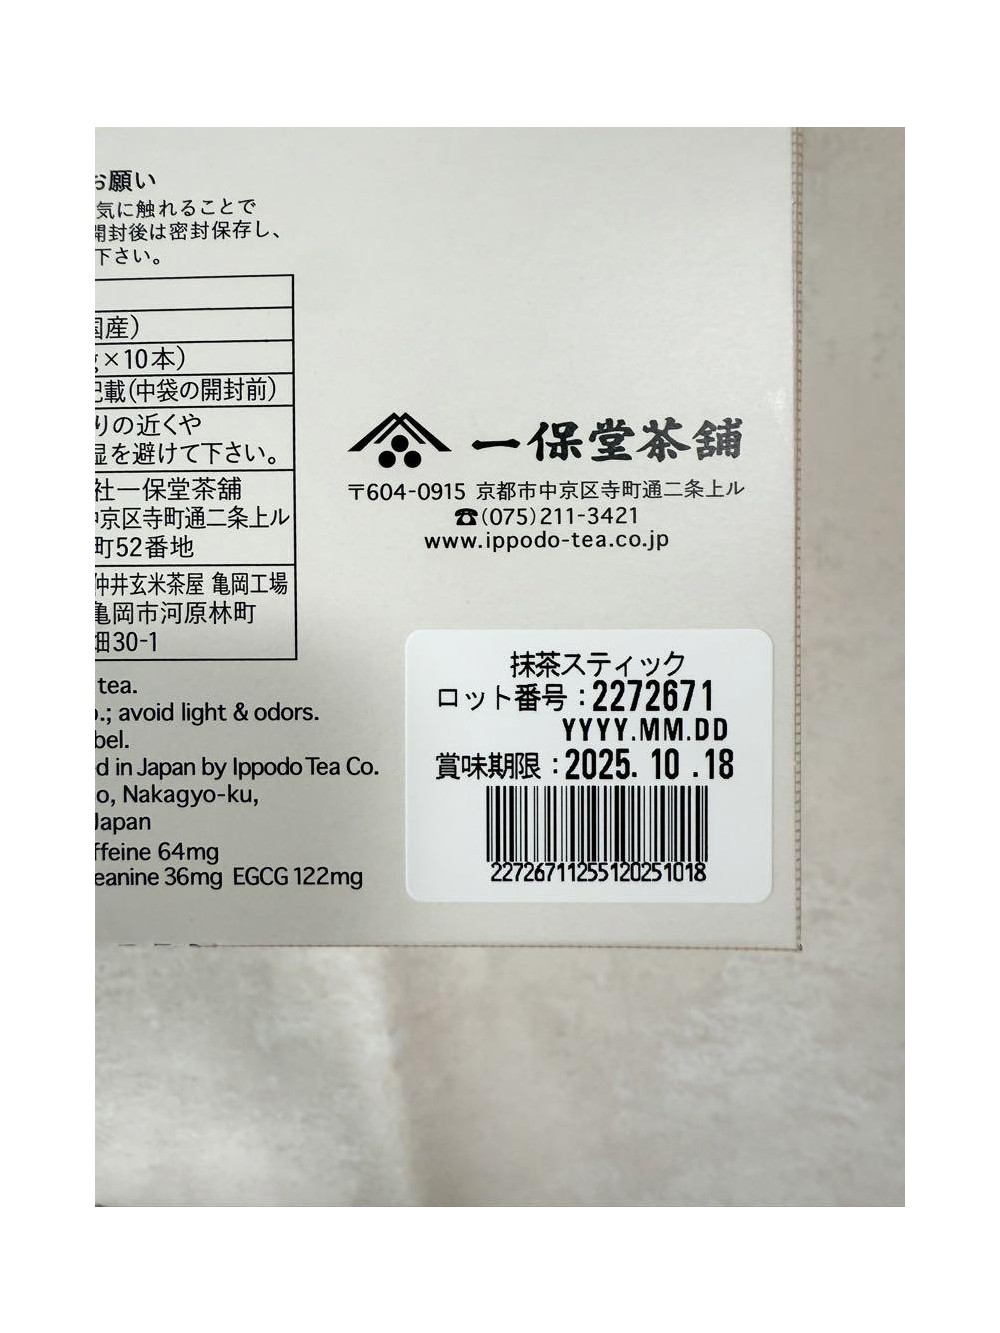 お願い
気に触れることで
開封後は密封保存し、
下さい。
国産）
×10本）
記載（中袋の開封前）
りの近くや
湿を避けて下さい。
社一保堂茶舗
中京区寺町通二条上ル
町52番地
仲井玄米茶屋 亀岡工場
亀岡市河原林町
畑30-1
tea.
.; avoid light & odors.
bel.
d in Japan by Ippodo Tea Co.
o, Nakagyo-ku,
Japan
ffeine 64mg
eanine 36mg EGCG 122mg
一保堂茶舗
〒604-0915 京都市中京区寺町通二条上ル
☎(075)211-3421
www.ippodo-tea.co.jp
抹茶スティック
ロット番号：2272671
YYYY.MM.DD
賞味期限：2025. 10 .18
22726711255120251018